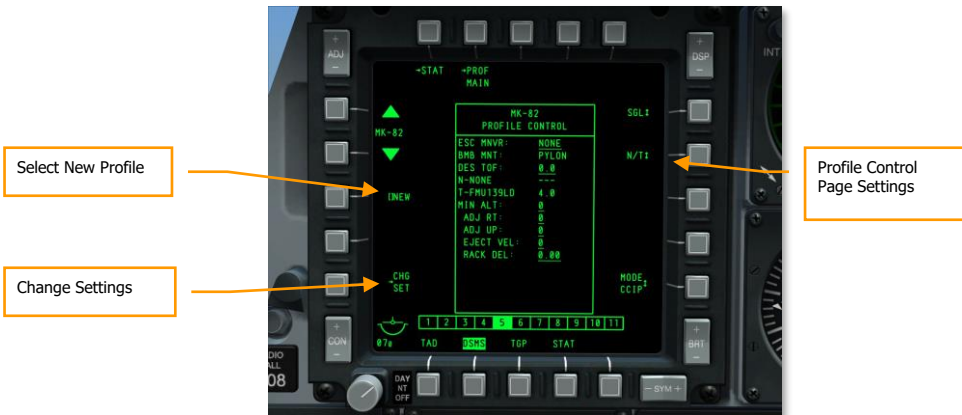 +
ADJ
-
+
DSP
-
INT
→STAT
→PROF
MAIN
MK-82
MK-82
PROFILE CONTROL
SGL↕
ESC MNVR: NONE
BMB MNT: PYLON
N/T↕
DES TOF: 0.0
N-NONE ---
T-FMU139LD 4.0
MIN ALT: 0
ADJ RT: 0
ADJ UP: 0
EJECT VEL: 0
RACK DEL: 0.00
Select New Profile
[]NEW
Profile Control
Page Settings
Change Settings
→CHG
SET
MODE↕
CCIP
1 2 3 4 5 6 7 8 9 10 11
+
CON
-
TAD
DSMS
TGP
STAT
+
BRT
-
08
DAY
NT
OFF
- SYM +